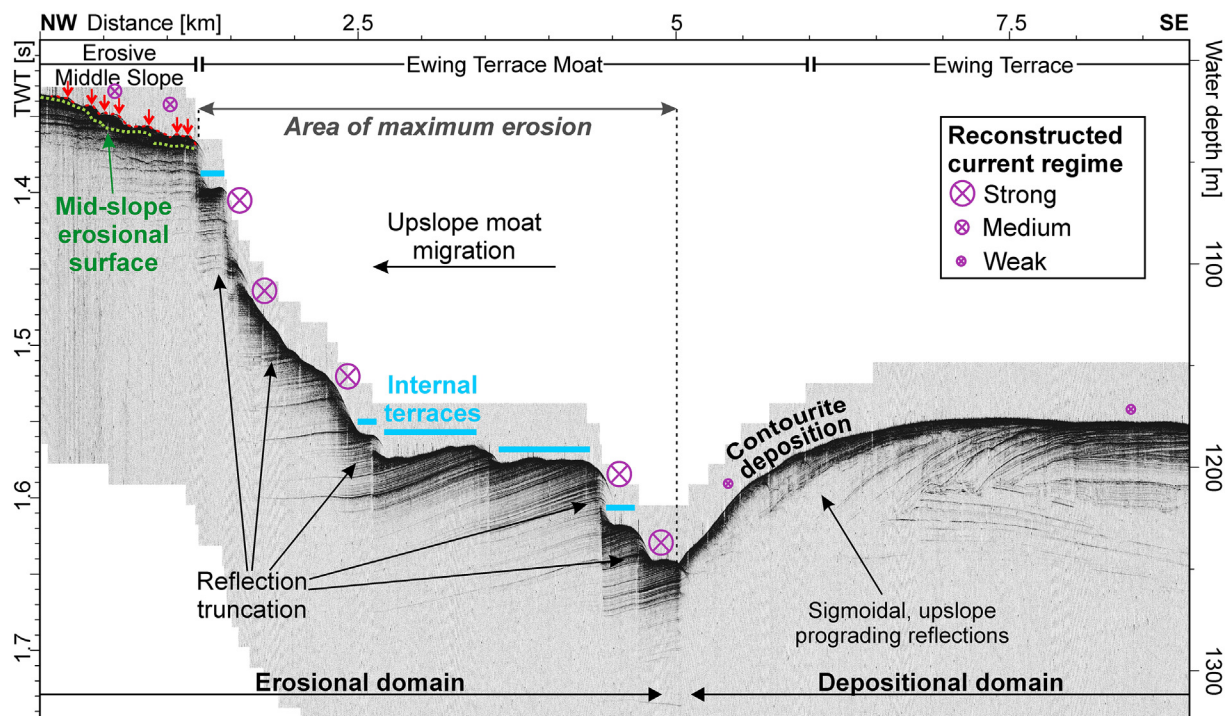 NW Distance [km] 2.5 5 7.5 SE
TWT [s]
1.4
1.5
1.6
1.7
Water depth [m]
1100
1200
1300
Erosive
Middle Slope
Ewing Terrace Moat
Ewing Terrace
Area of maximum erosion
Mid-slope
erosional
surface
Upslope moat
migration
Reconstructed
current regime
Strong
Medium
Weak
Internal
terraces
Contourite
deposition
Reflection
truncation
Sigmoidal, upslope
prograding reflections
Erosional domain
Depositional domain